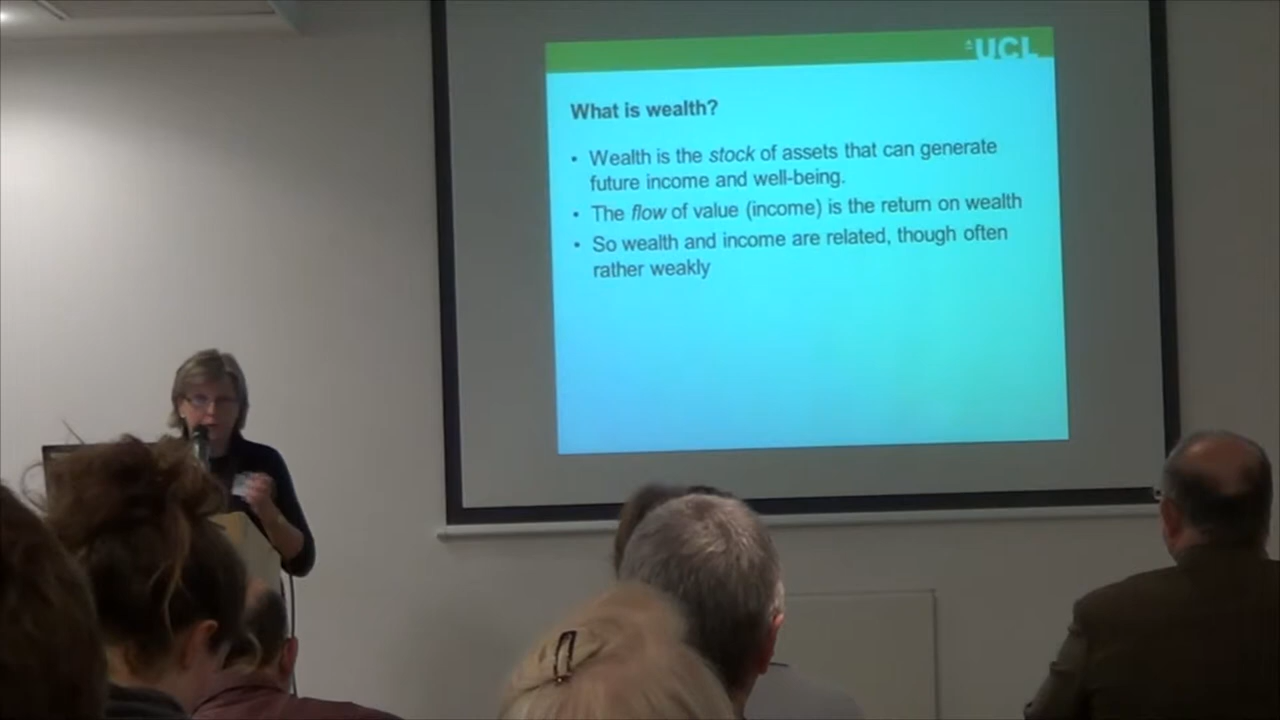 UCL
What is wealth?
• Wealth is the stock of assets that can generate
future income and well-being.
• The flow of value (income) is the return on wealth
• So wealth and income are related, though often
rather weakly